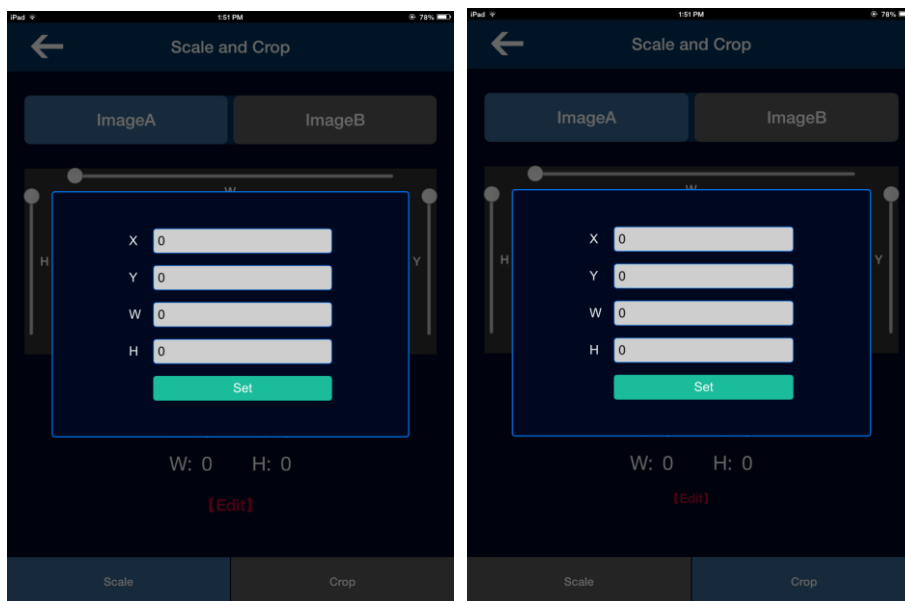 iPad 1:51 PM 78%
Scale and Crop
ImageA ImageB
W
X 0
H Y
Y 0
W 0
H 0
Set
W: 0 H: 0
【Edit】
Scale Crop
iPad 1:51 PM 78%
Scale and Crop
ImageA ImageB
W
X 0
H Y
Y 0
W 0
H 0
Set
W: 0 H: 0
【Edit】
Scale Crop